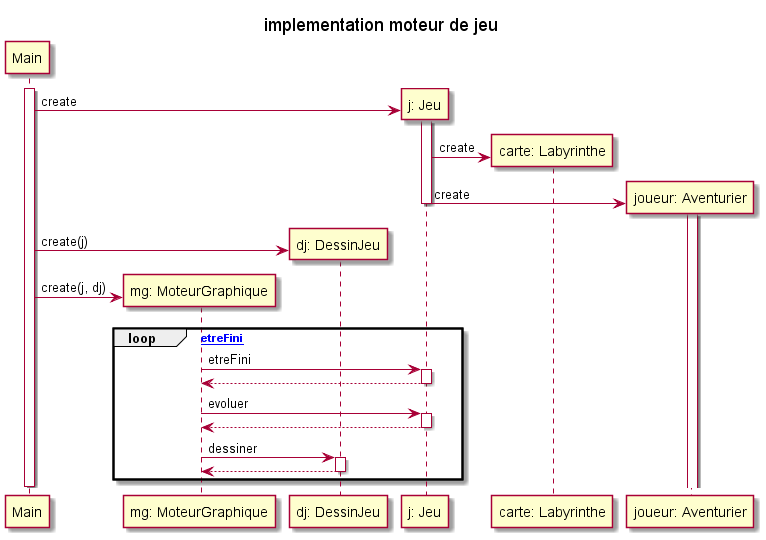 implementation moteur de jeu
Main
create
j: Jeu
create
carte: Labyrinthe
create
joueur: Aventurier
create(j)
dj: DessinJeu
create(j, dj)
mg: MoteurGraphique
loop etreFini
etreFini
evoluer
dessiner
Main mg: MoteurGraphique dj: DessinJeu j: Jeu carte: Labyrinthe joueur: Aventurier